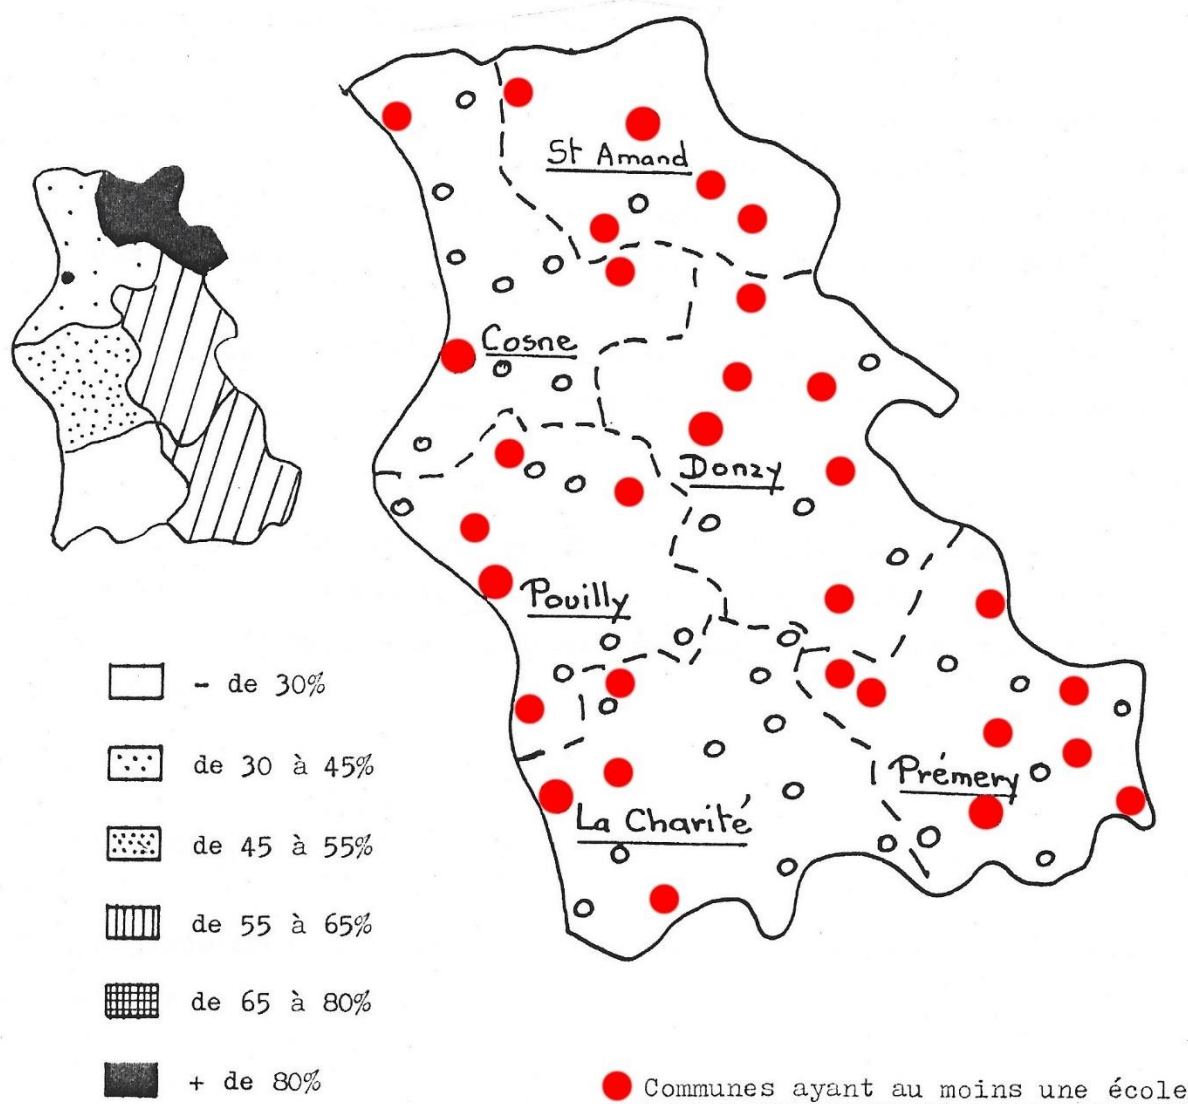 St Amand
Cosne
Donzy
Pouilly
Prémery
La Charité
- de 30%
de 30 à 45%
de 45 à 55%
de 55 à 65%
de 65 à 80%
+ de 80%
Communes ayant au moins une école